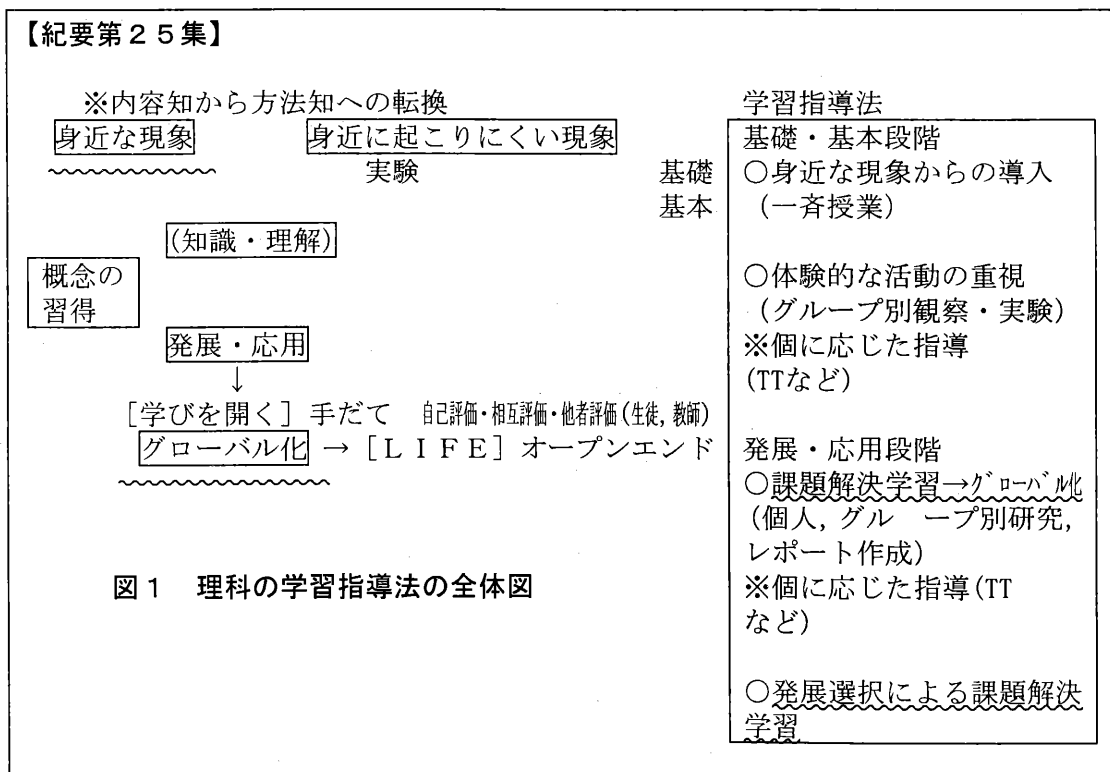 【紀要第２５集】
※内容知から方法知への転換
身近な現象　身近に起こりにくい現象
実験
基礎
基本
(知識・理解)
概念の
習得
発展・応用
↓
［学びを開く］手だて　自己評価・相互評価・他者評価(生徒,教師)
グローバル化 → ［ＬＩＦＥ］オープンエンド
図１　理科の学習指導法の全体図
学習指導法
基礎・基本段階
○身近な現象からの導入
（一斉授業）
○体験的な活動の重視
（グループ別観察・実験）
※個に応じた指導
(TTなど)
発展・応用段階
○課題解決学習→グローバル化
（個人,グル　ープ別研究,
レポート作成）
※個に応じた指導(TT
など)
○発展選択による課題解決
学習